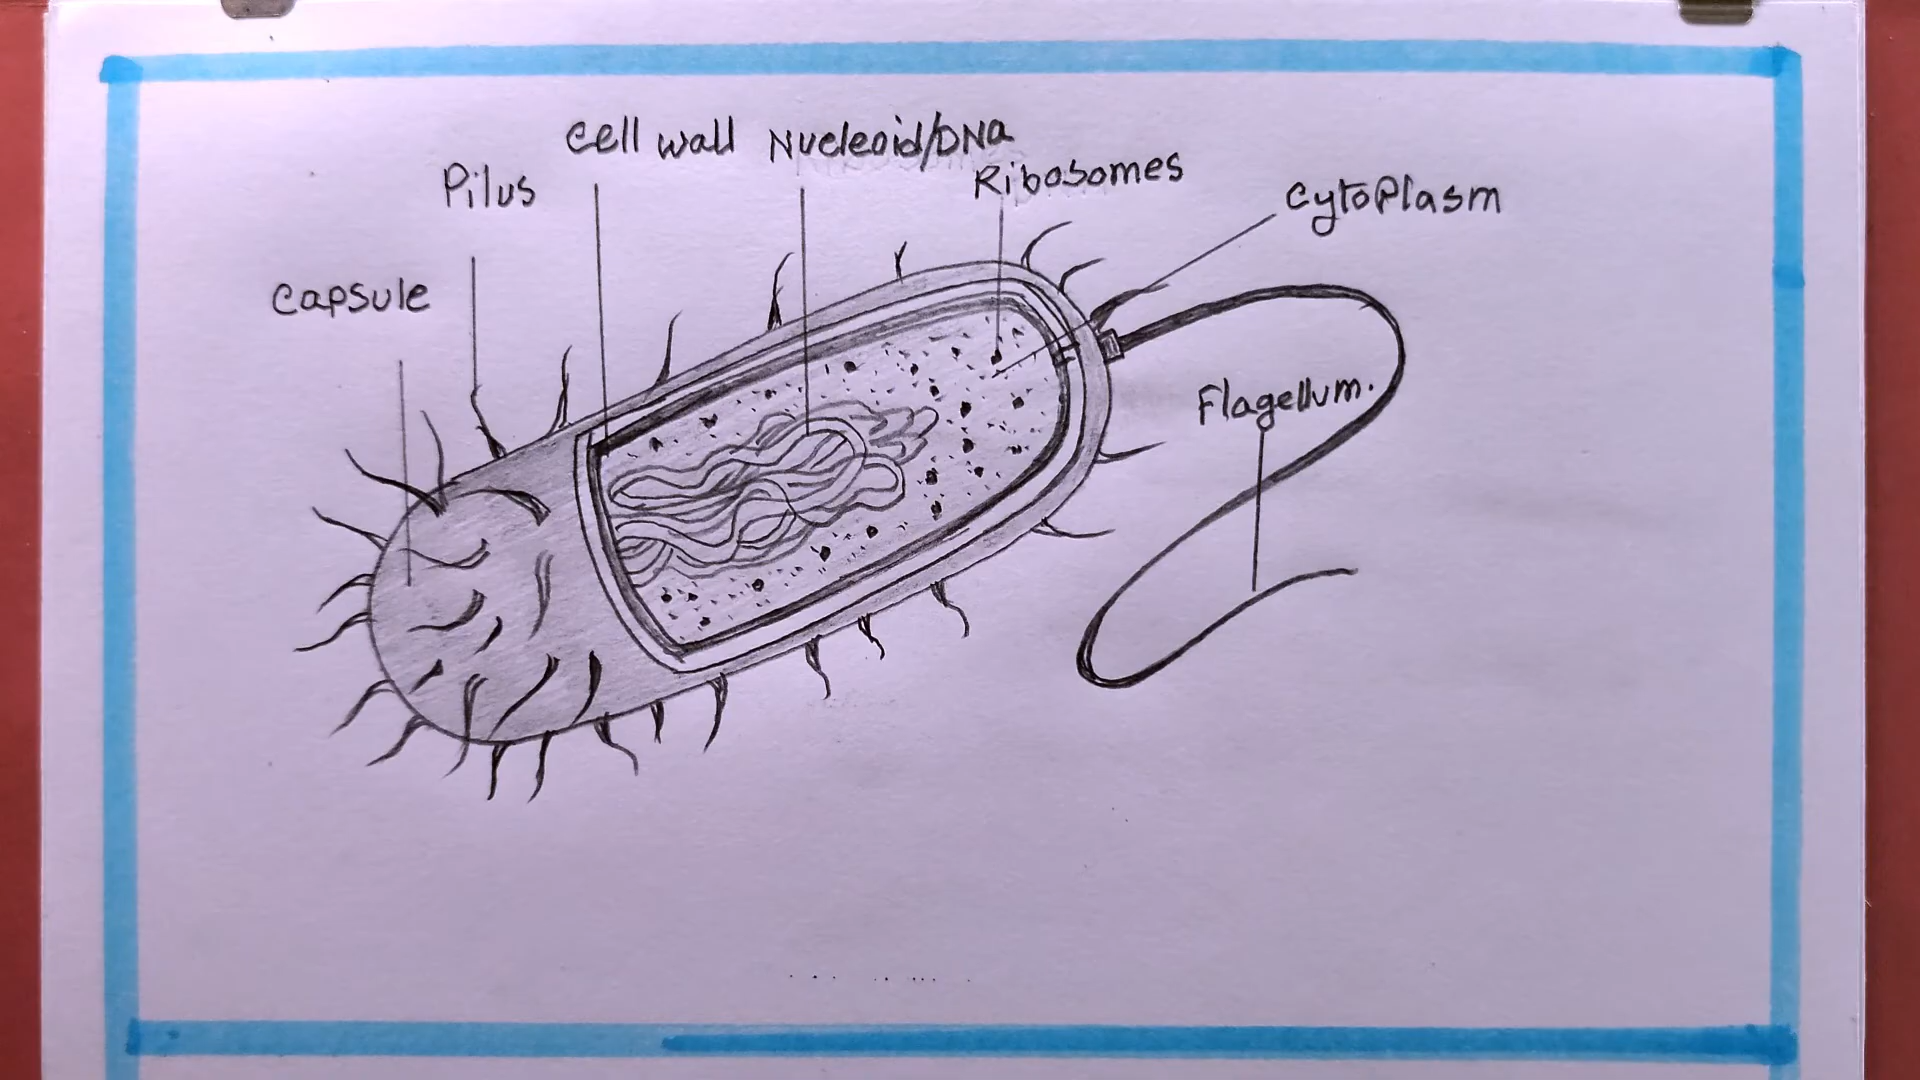 Cell wall Nucleoid/DNA
Pilus
Ribosomes
Cytoplasm
Capsule
Flagellum.